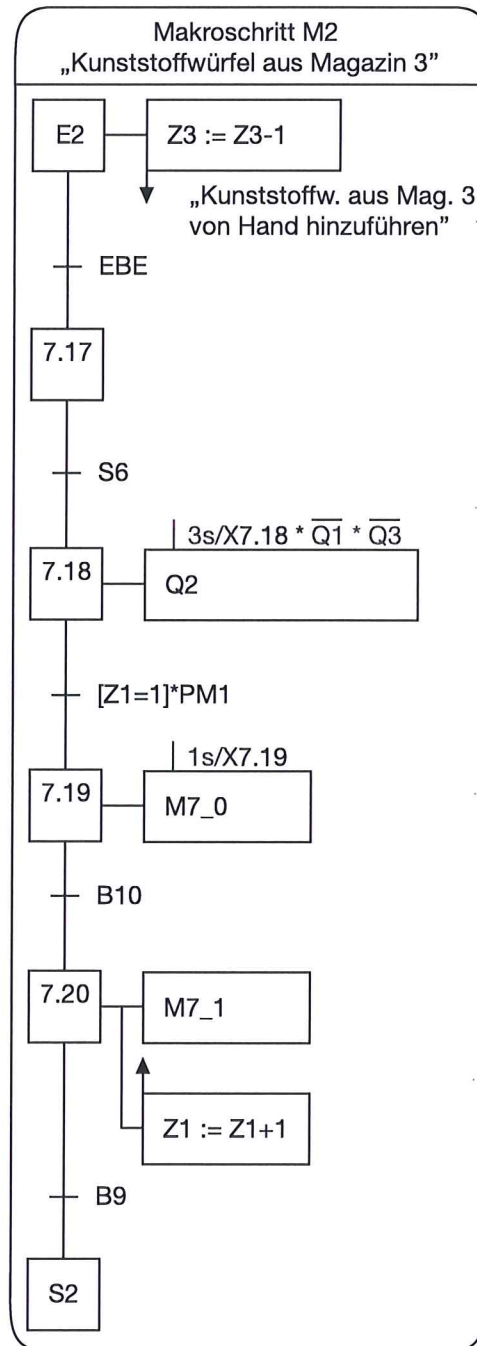 Makroschritt M2
„Kunststoffwürfel aus Magazin 3”
E2
Z3 := Z3-1
„Kunststoffw. aus Mag. 3
von Hand hinzuführen”
EBE
7.17
S6
3s/X7.18 * Q̅1̅ * Q̅3̅
7.18
Q2
[Z1=1]*PM1
1s/X7.19
7.19
M7_0
B10
7.20
M7_1
Z1 := Z1+1
B9
S2